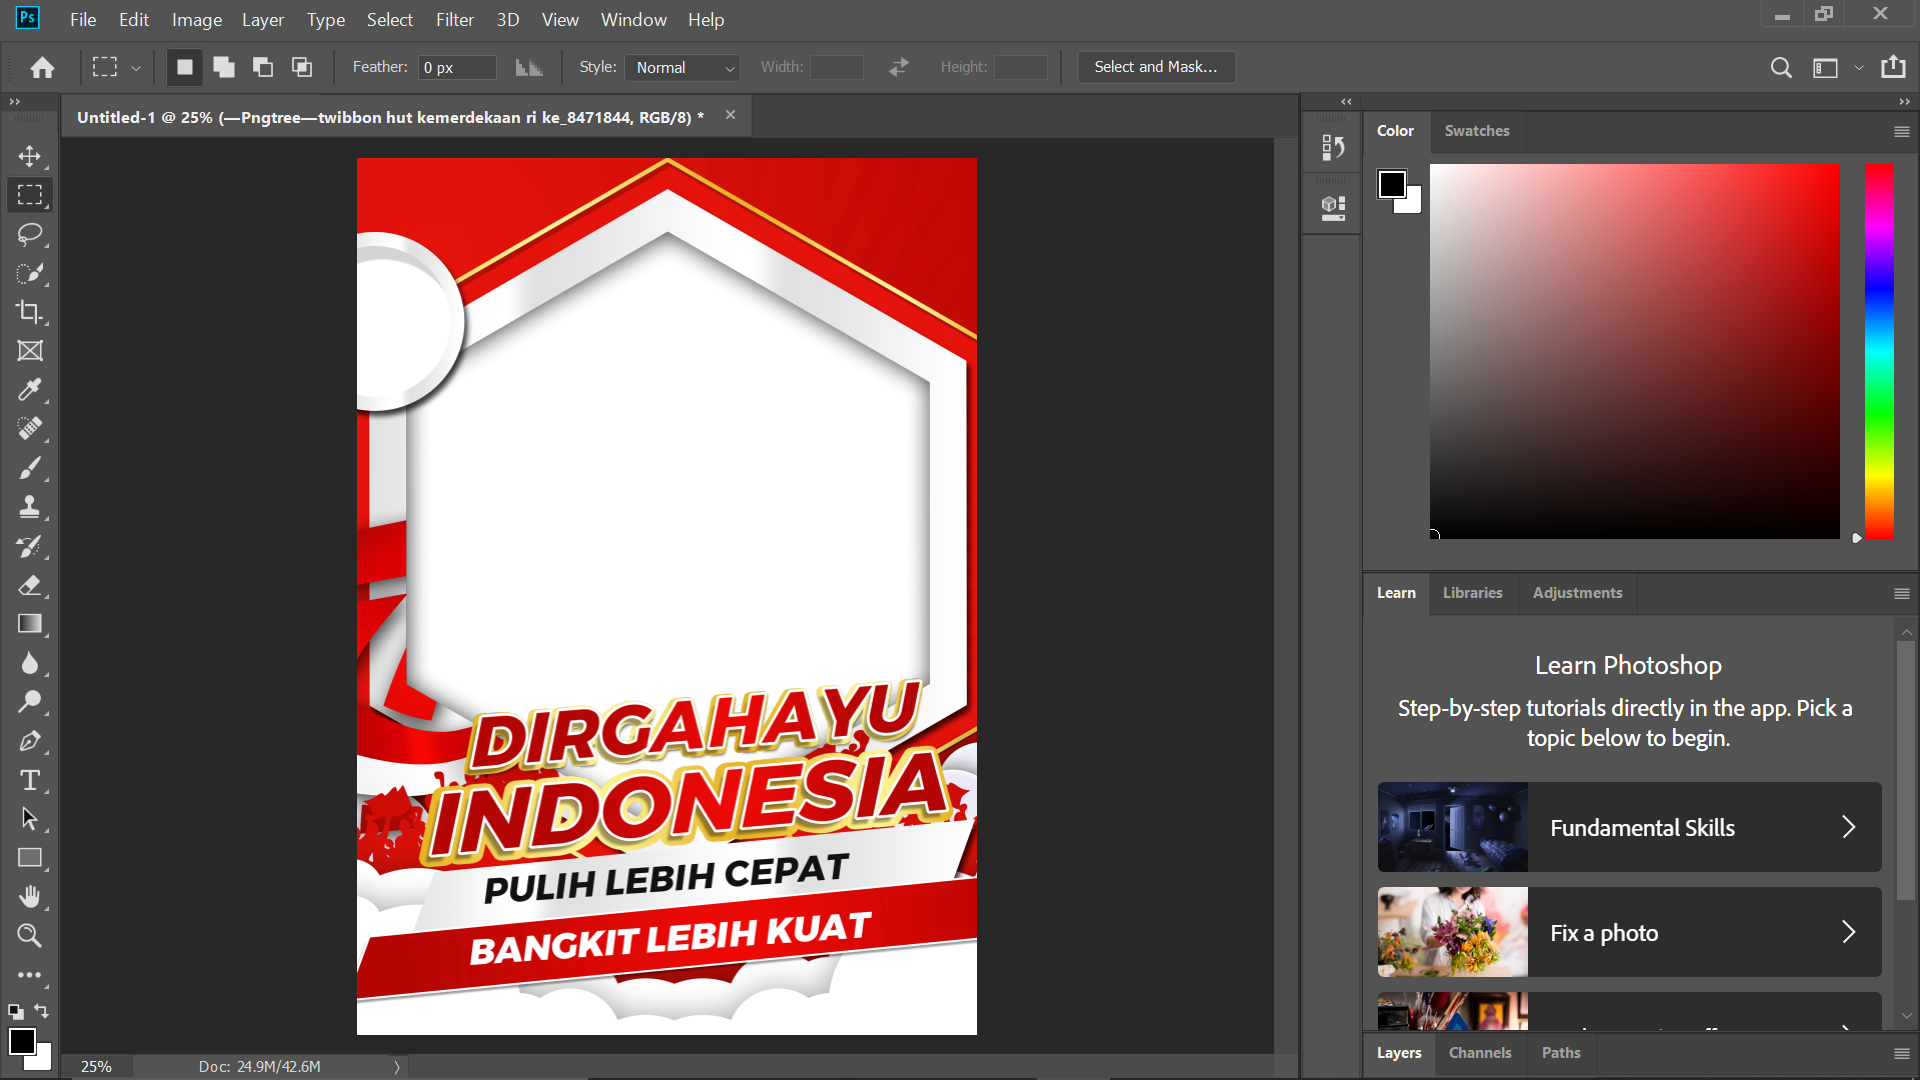 Ps File Edit Image Layer Type Select Filter 3D View Window Help
Feather: 0 px Style: Normal Width: Height: Select and Mask...
Untitled-1 @ 25% (—Pngtree—twibbon hut kemerdekaan ri ke_8471844, RGB/8) *
Color Swatches
DIRGAHAYU
INDONESIA
PULIH LEBIH CEPAT
BANGKIT LEBIH KUAT
Learn Libraries Adjustments
Learn Photoshop
Step-by-step tutorials directly in the app. Pick a
topic below to begin.
Fundamental Skills
Fix a photo
Layers Channels Paths
25% Doc: 24.9M/42.6M